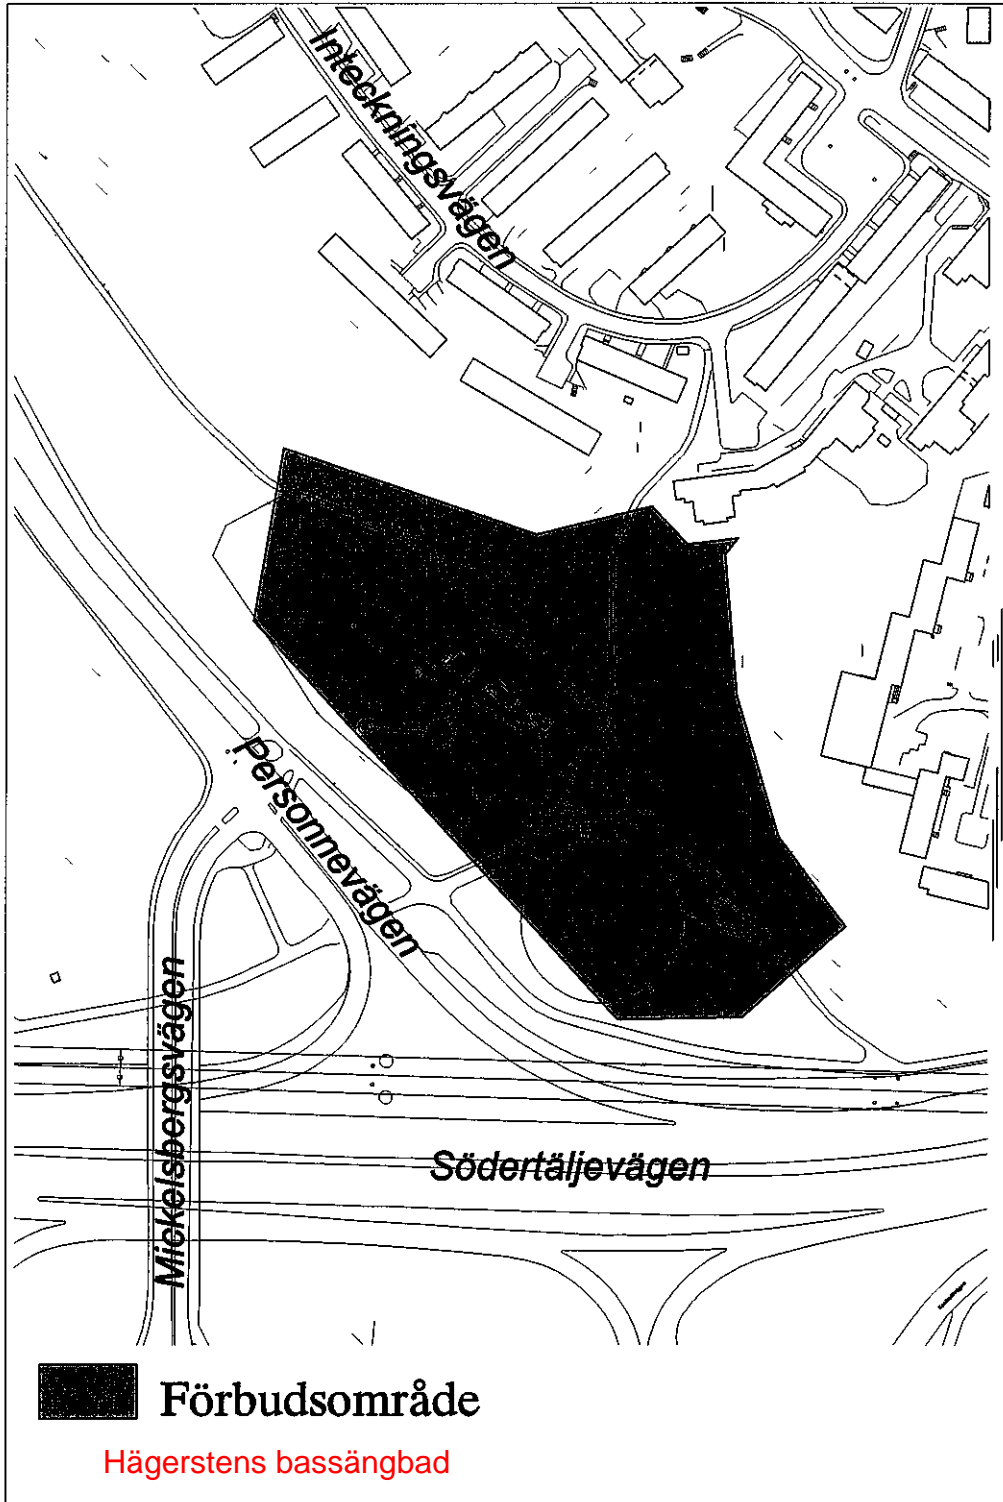 Inteckningsvägen
Personnevägen
Mickelsbergsvägen
Södertäljevägen
Förbudsområde
Hägerstens bassängbad